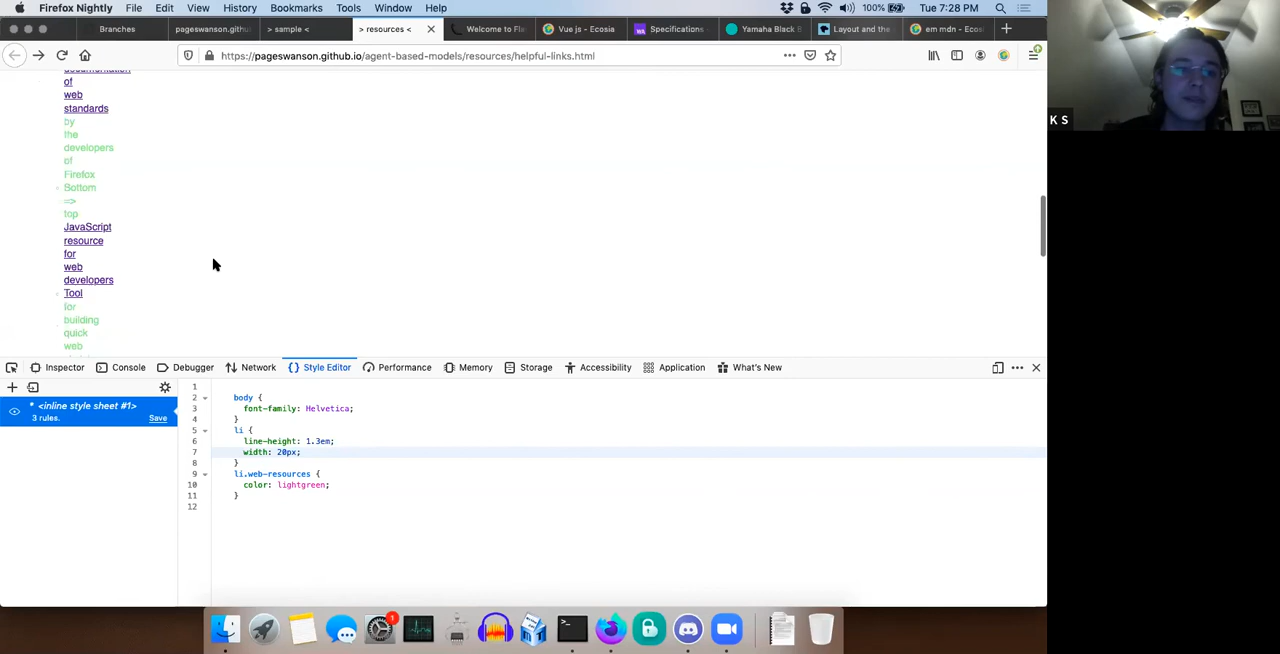 Firefox Nightly File Edit View History Bookmarks Tools Window Help 100% Tue 7:28 PM
Branches pageswanson.githu > sample < > resources < Welcome to Fla Vue js - Ecosia Specifications Yamaha Black B Layout and the em mdn - Ecosi
https://pageswanson.github.io/agent-based-models/resources/helpful-links.html
K S
documentation
of
web
standards
by
the
developers
of
Firefox
Bottom
=>
top
JavaScript
resource
for
web
developers
Tool
for
building
quick
web
Inspector Console Debugger Network {} Style Editor Performance Memory Storage Accessibility Application What's New
* <inline style sheet #1>
3 rules. Save
1
2 body {
3 font-family: Helvetica;
4 }
5 li {
6 line-height: 1.3em;
7 width: 20px;
8 }
9 li.web-resources {
10 color: lightgreen;
11 }
12
1